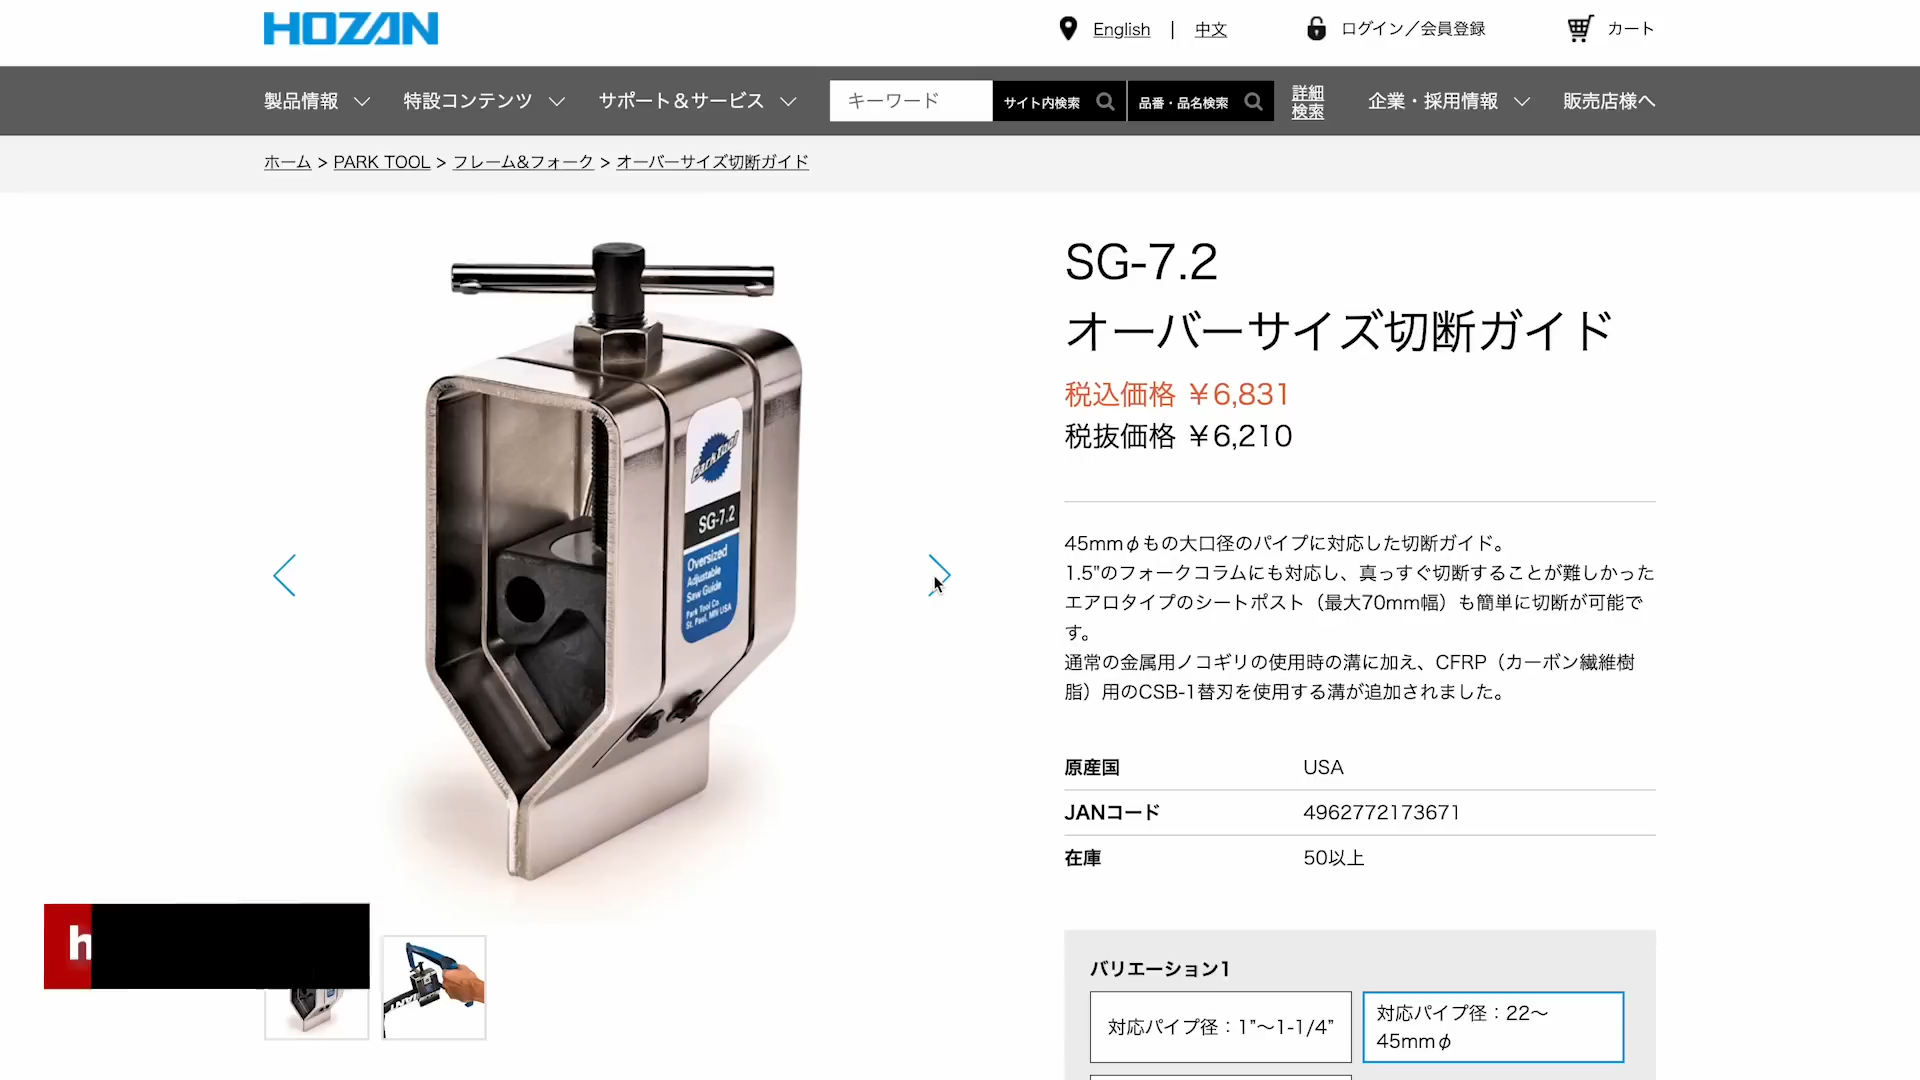 HOZAN
English | 中文
ログイン／会員登録
カート
製品情報
特設コンテンツ
サポート＆サービス
キーワード
サイト内検索
品番・品名検索
詳細
検索
企業・採用情報
販売店様へ
ホーム > PARK TOOL > フレーム&フォーク > オーバーサイズ切断ガイド
SG-7.2
オーバーサイズ切断ガイド
税込価格 ￥6,831
税抜価格 ￥6,210
45mmφもの大口径のパイプに対応した切断ガイド。
1.5"のフォークコラムにも対応し、真っすぐ切断することが難しかった
エアロタイプのシートポスト（最大70mm幅）も簡単に切断が可能で
す。
通常の金属用ノコギリの使用時の溝に加え、CFRP（カーボン繊維樹
脂）用のCSB-1替刃を使用する溝が追加されました。
原産国 USA
JANコード 4962772173671
在庫 50以上
バリエーション1
対応パイプ径：1”～1-1/4”
対応パイプ径：22～
45mmφ
ParkTool
SG-7.2
Oversized
Adjustable
Saw Guide
Park Tool Co.
St. Paul, MN USA
h